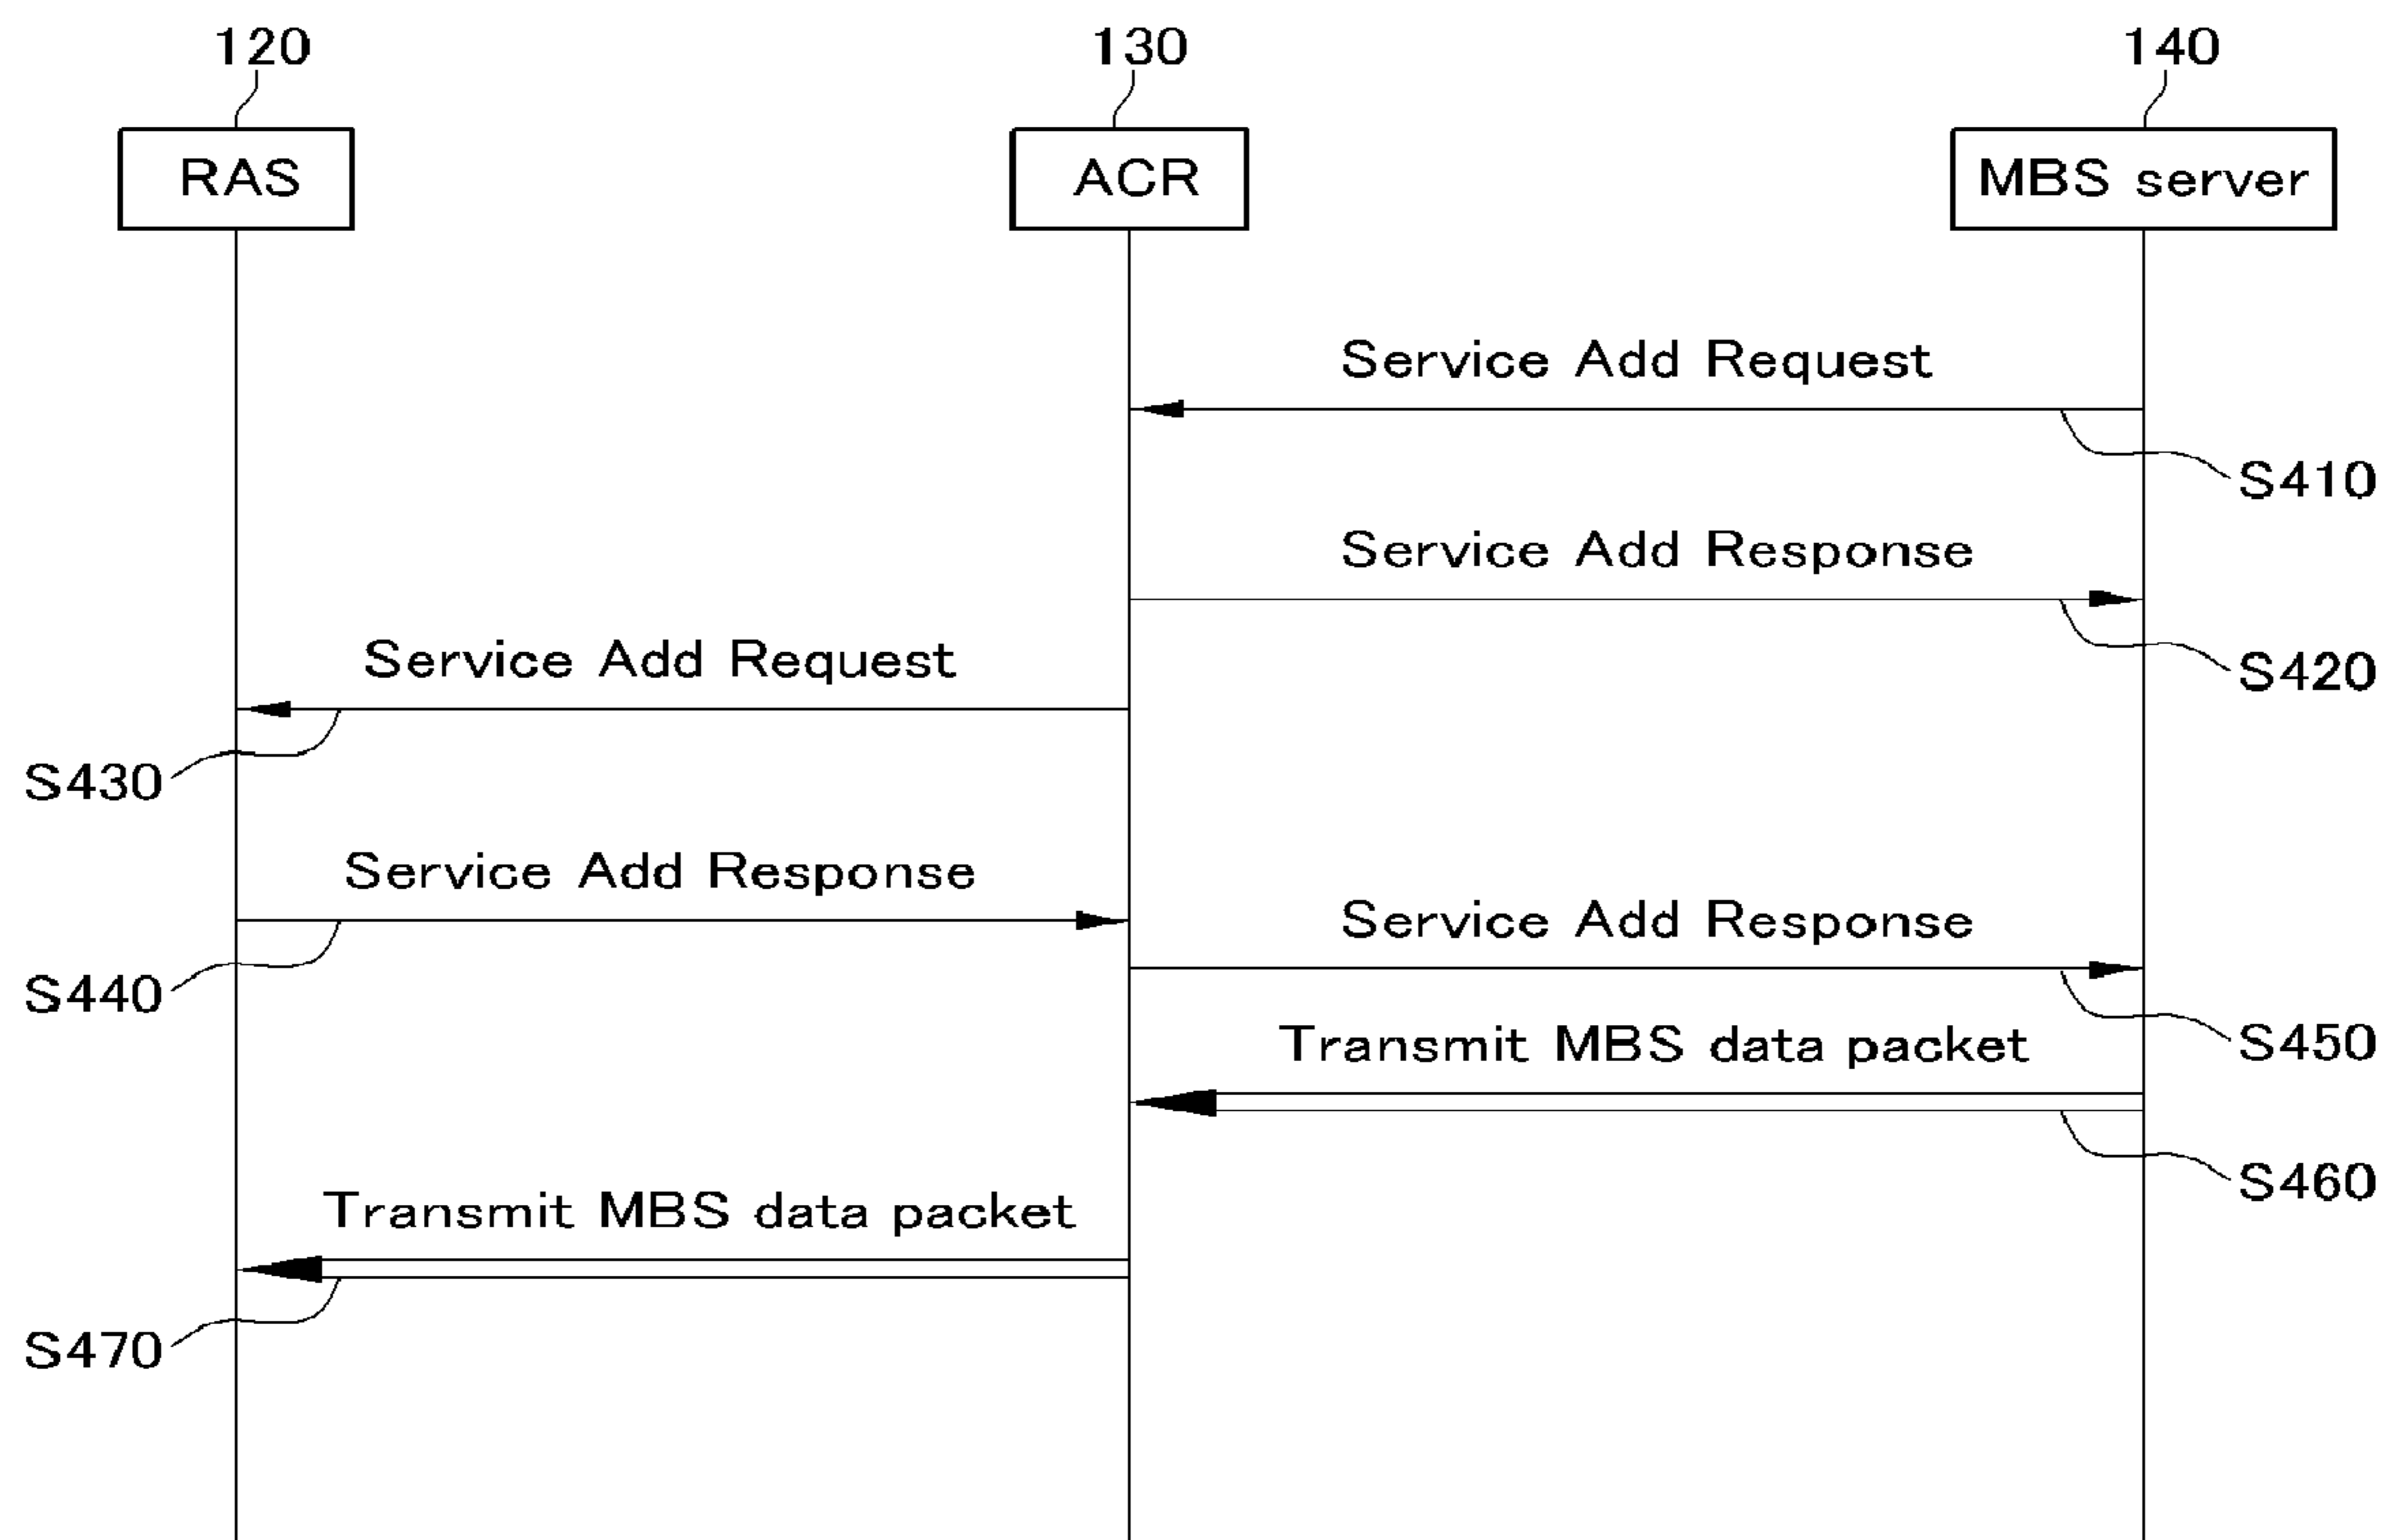 120
130
140
RAS
ACR
MBS server
Service Add Request
S410
Service Add Response
S420
Service Add Request
S430
Service Add Response
S440
Service Add Response
S450
Transmit MBS data packet
S460
Transmit MBS data packet
S470